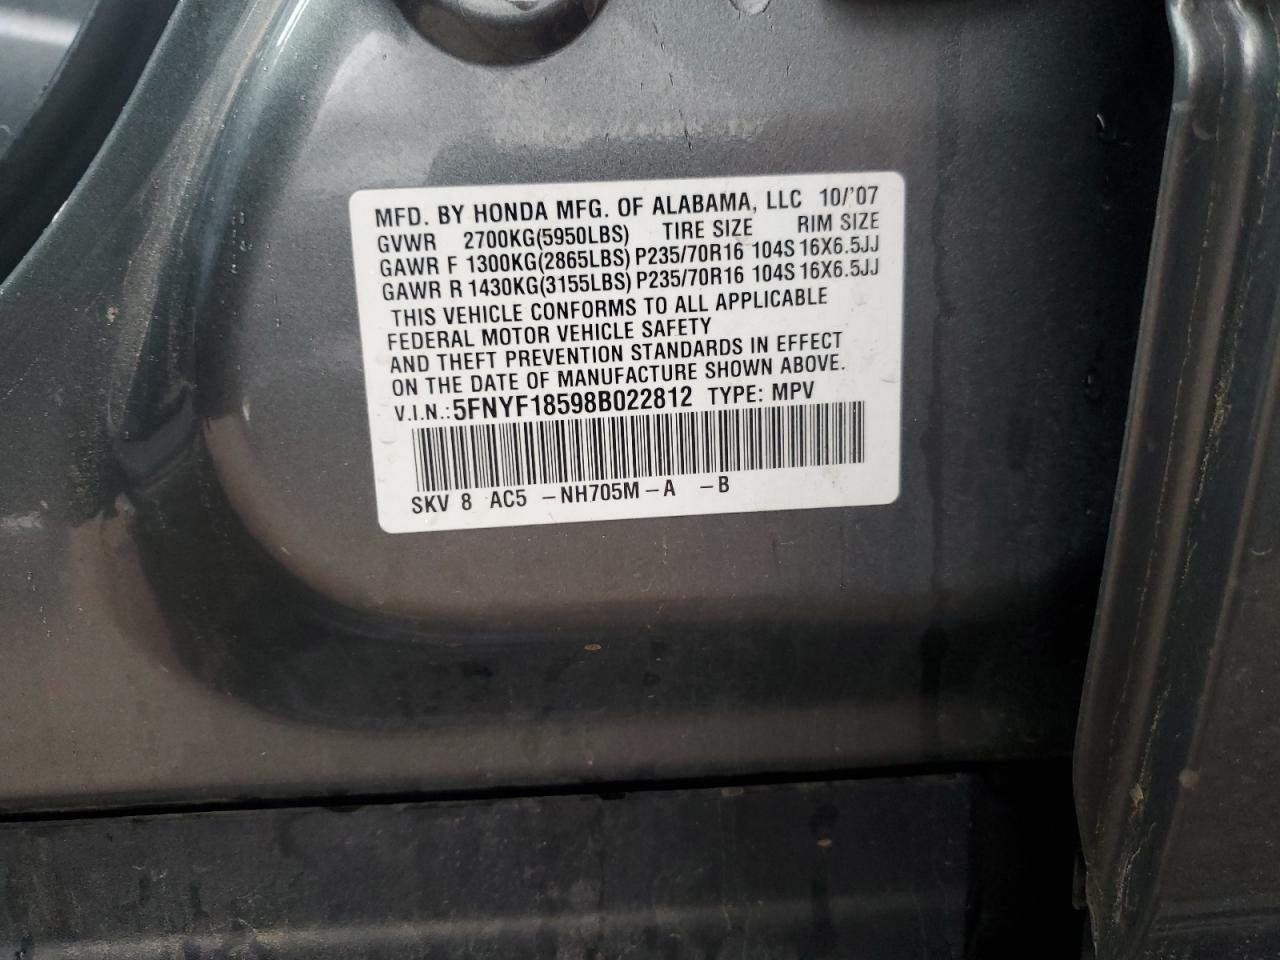 MFD. BY HONDA MFG. OF ALABAMA, LLC 10/'07
GVWR 2700KG(5950LBS) TIRE SIZE RIM SIZE
GAWR F 1300KG(2865LBS) P235/70R16 104S 16X6.5JJ
GAWR R 1430KG(3155LBS) P235/70R16 104S 16X6.5JJ
THIS VEHICLE CONFORMS TO ALL APPLICABLE
FEDERAL MOTOR VEHICLE SAFETY
AND THEFT PREVENTION STANDARDS IN EFFECT
ON THE DATE OF MANUFACTURE SHOWN ABOVE.
V.I.N.: 5FNYF18598B022812 TYPE: MPV
SKV 8 AC5 -NH705M-A -B